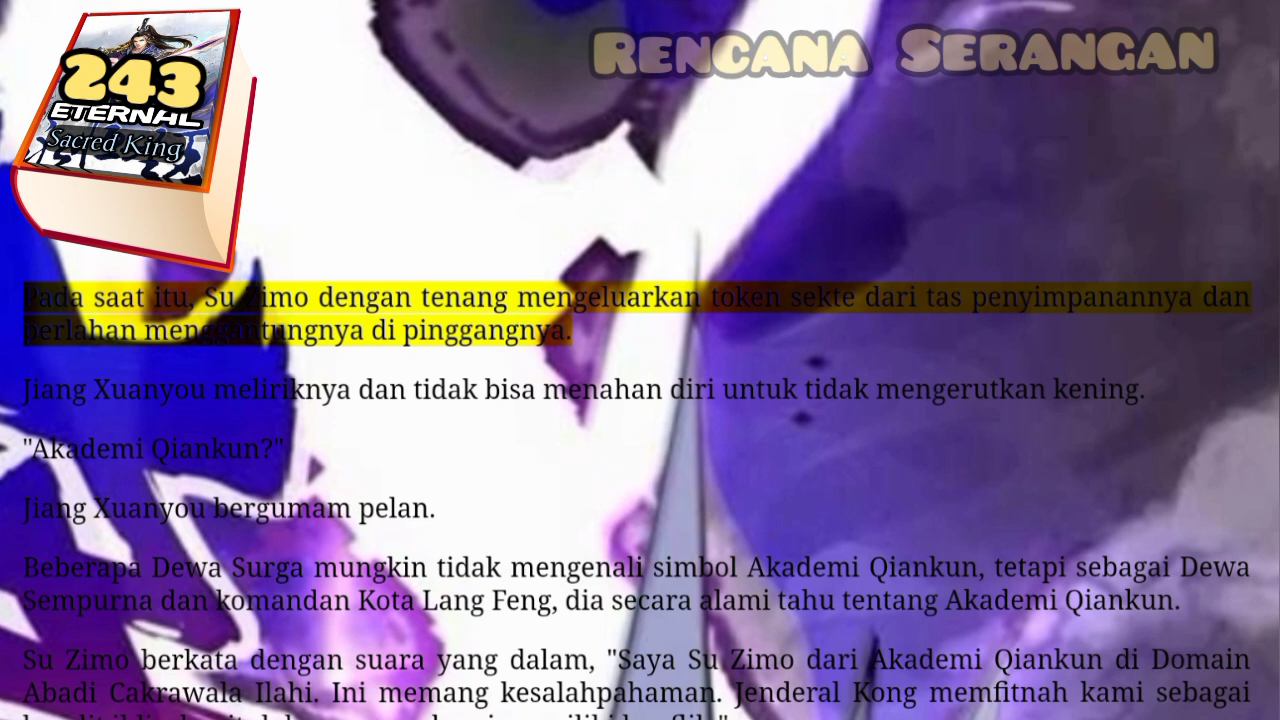 243
ETERNAL
Sacred King
RENCANA SERANGAN
Pada saat itu, Su Zimo dengan tenang mengeluarkan token sekte dari tas penyimpanannya dan
perlahan menggantungnya di pinggangnya.
Jiang Xuanyou meliriknya dan tidak bisa menahan diri untuk tidak mengerutkan kening.
"Akademi Qiankun?"
Jiang Xuanyou bergumam pelan.
Beberapa Dewa Surga mungkin tidak mengenali simbol Akademi Qiankun, tetapi sebagai Dewa
Sempurna dan komandan Kota Lang Feng, dia secara alami tahu tentang Akademi Qiankun.
Su Zimo berkata dengan suara yang dalam, "Saya Su Zimo dari Akademi Qiankun di Domain
Abadi Cakrawala Ilahi. Ini memang kesalahpahaman. Jenderal Kong memfitnah kami sebagai